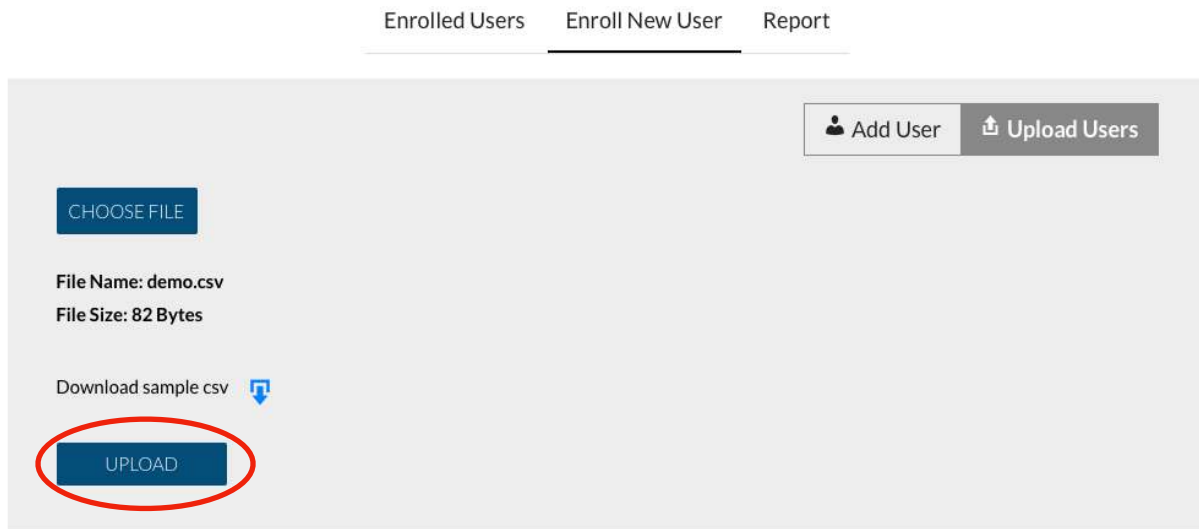 Enrolled Users Enroll New User Report
Add User Upload Users
CHOOSE FILE
File Name: demo.csv
File Size: 82 Bytes
Download sample csv
UPLOAD